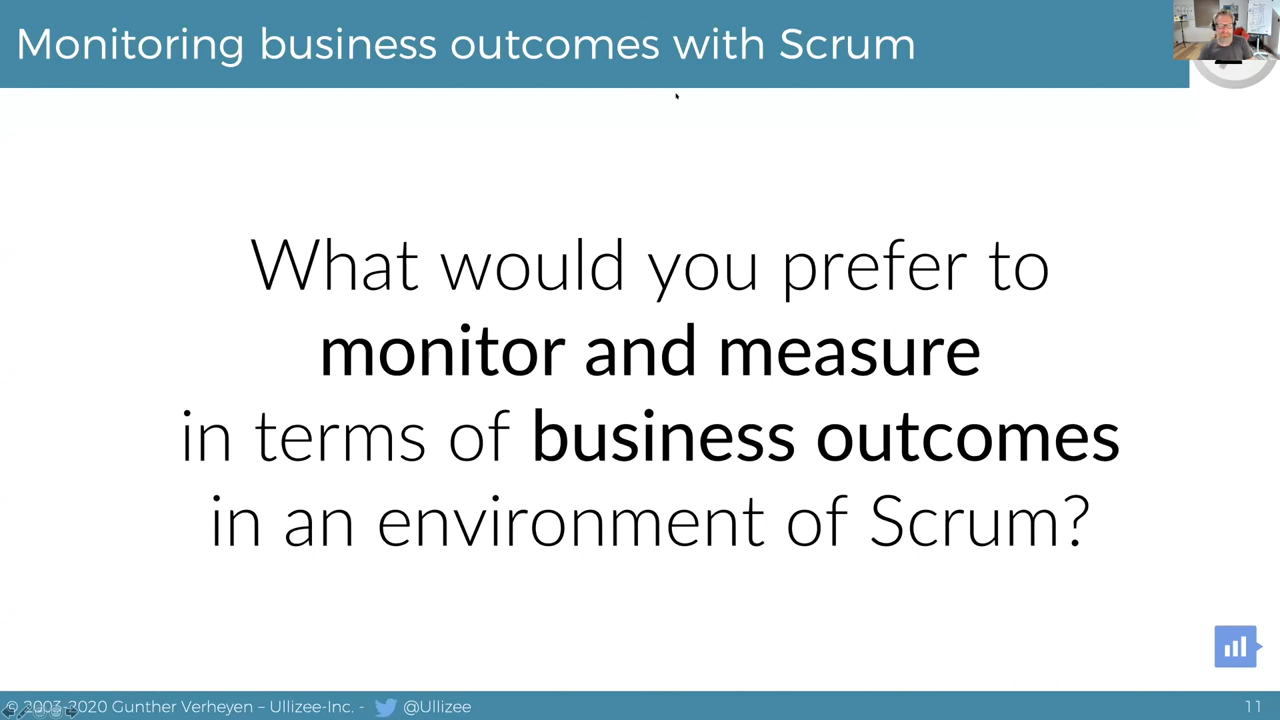 Monitoring business outcomes with Scrum
What would you prefer to
monitor and measure
in terms of business outcomes
in an environment of Scrum?
© 2003-2020 Gunther Verheyen – Ullizee-Inc. - @Ullizee
11